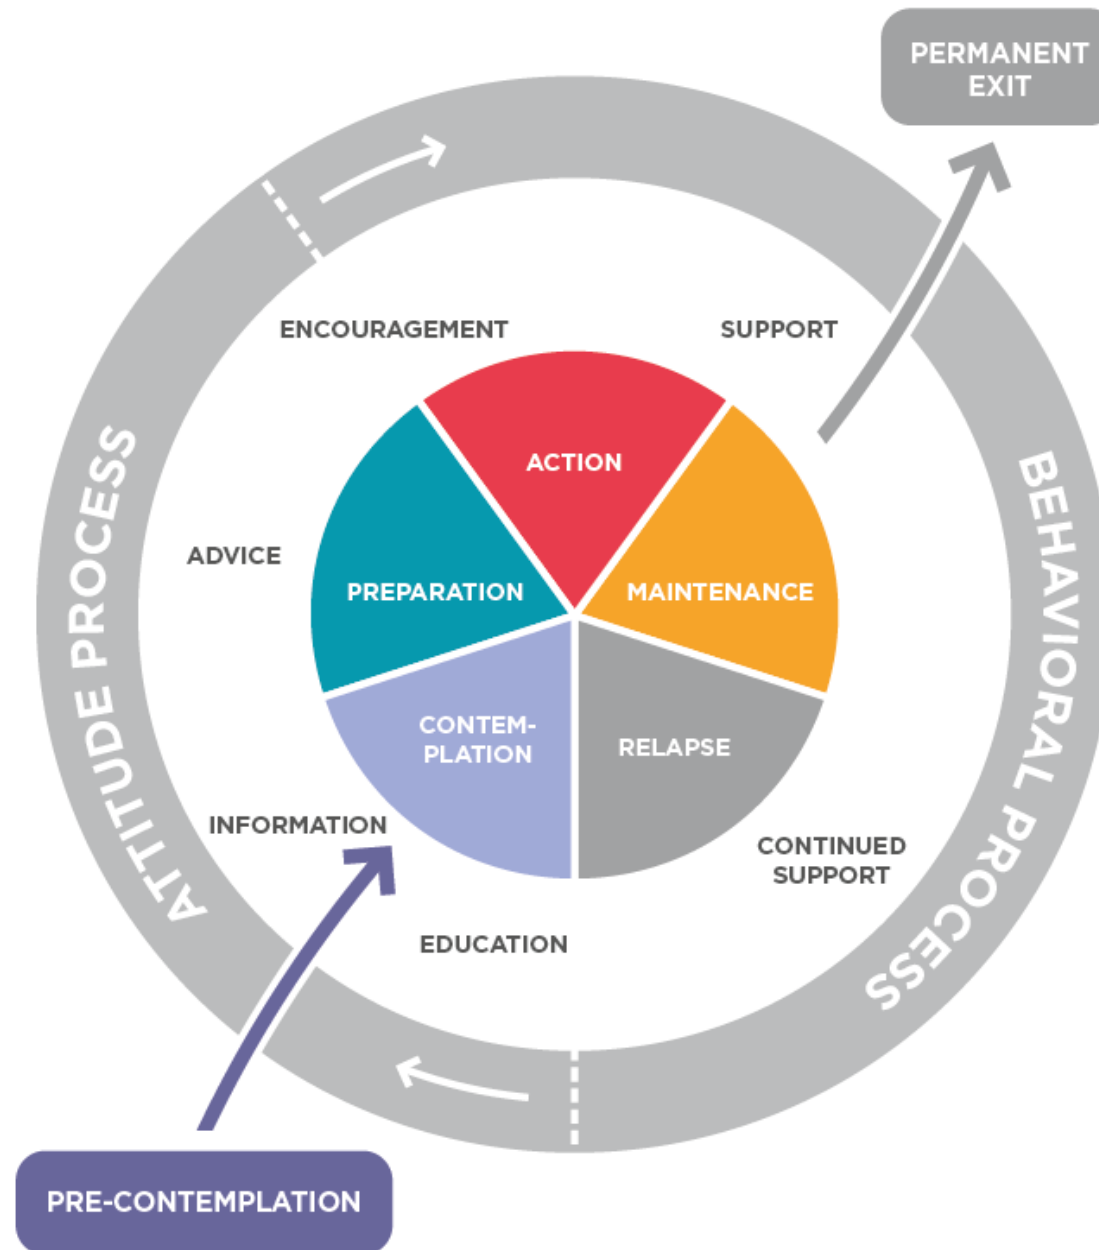 PERMANENT
EXIT
ENCOURAGEMENT
SUPPORT
ACTION
ATTITUDE PROCESS
BEHAVIORAL PROCESS
ADVICE
PREPARATION
MAINTENANCE
CONTEM-
PLATION
RELAPSE
INFORMATION
CONTINUED
SUPPORT
EDUCATION
PRE-CONTEMPLATION